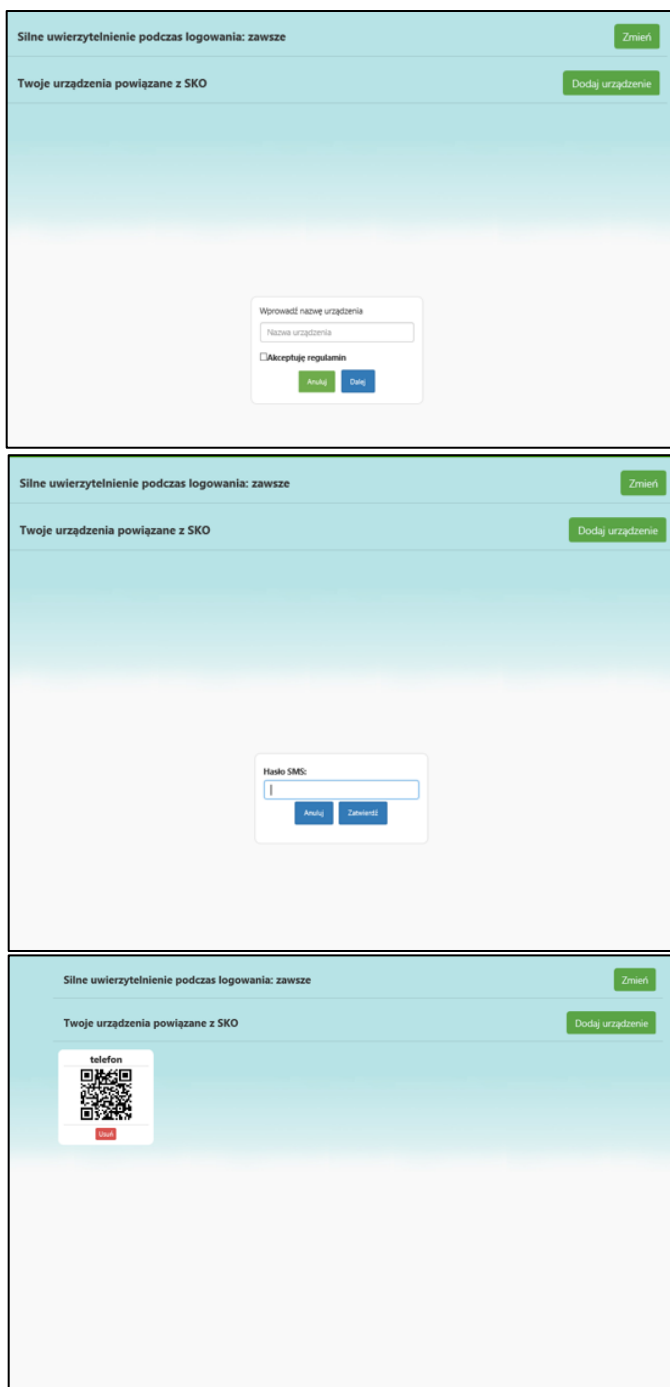 Silne uwierzytelnienie podczas logowania: zawsze Zmień
Twoje urządzenia powiązane z SKO Dodaj urządzenie
Wprowadź nazwę urządzenia
Nazwa urządzenia
Akceptuję regulamin
Anuluj Dalej
Silne uwierzytelnienie podczas logowania: zawsze Zmień
Twoje urządzenia powiązane z SKO Dodaj urządzenie
Hasło SMS:
Anuluj Zatwierdź
Silne uwierzytelnienie podczas logowania: zawsze Zmień
Twoje urządzenia powiązane z SKO Dodaj urządzenie
telefon
Usuń